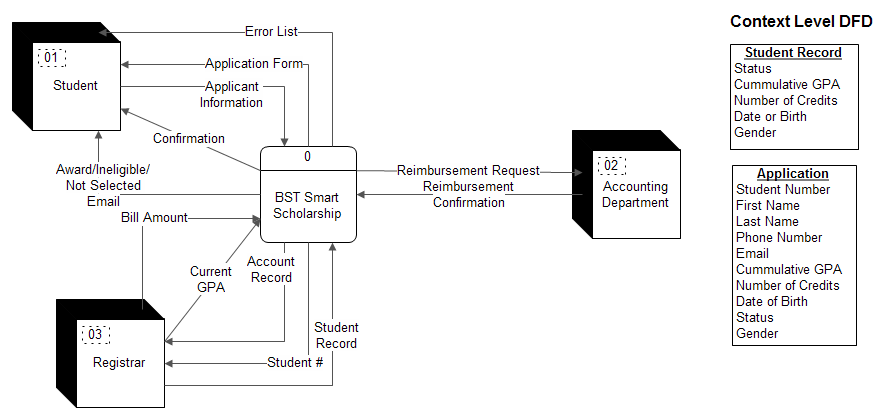 Context Level DFD
Error List
01
Student
Application Form
Applicant
Information
Confirmation
Award/Ineligible/
Not Selected
Email
Bill Amount
0
BST Smart
Scholarship
Reimbursement Request
Reimbursement
Confirmation
02
Accounting
Department
Current
GPA
Account
Record
Student
Record
Student #
03
Registrar
Student Record
Status
Cummulative GPA
Number of Credits
Date or Birth
Gender
Application
Student Number
First Name
Last Name
Phone Number
Email
Cummulative GPA
Number of Credits
Date of Birth
Status
Gender